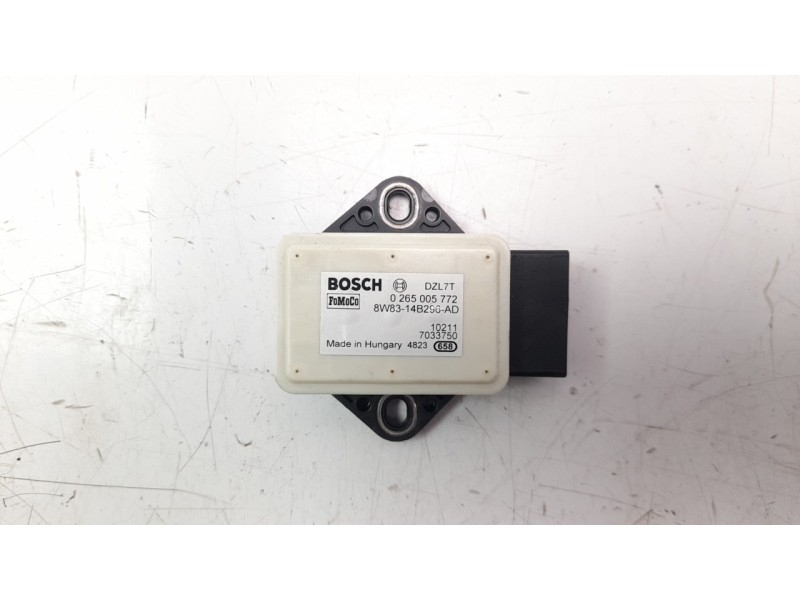 BOSCH DZL7T
FoMoCo 0 265 005 772
8W83-14B296-AD
10211
7033750
Made in Hungary 4823 658